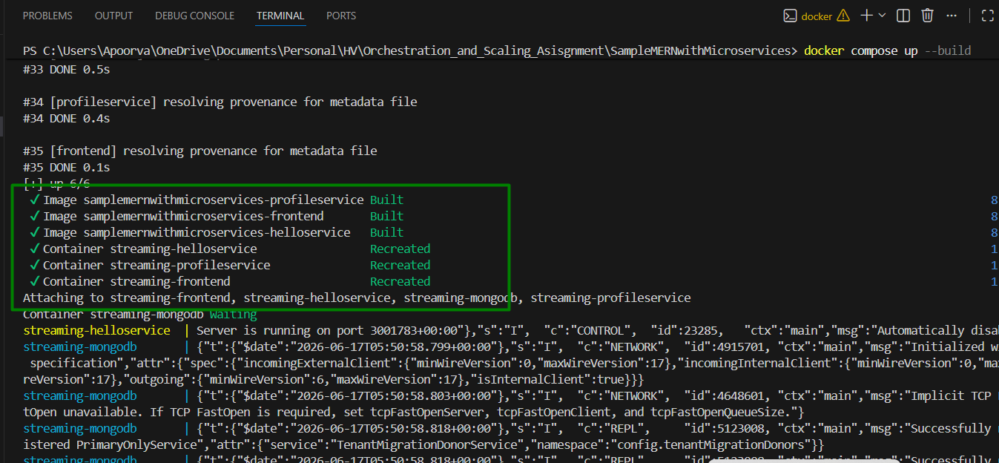 PROBLEMS OUTPUT DEBUG CONSOLE TERMINAL PORTS docker
PS C:\Users\Apoorva\OneDrive\Documents\Personal\HV\Orchestration_and_Scaling_Asisgnment\SampleMERNwithMicroservices> docker compose up --build
#33 DONE 0.5s
#34 [profileservice] resolving provenance for metadata file
#34 DONE 0.4s
#35 [frontend] resolving provenance for metadata file
#35 DONE 0.1s
[+] up 6/6
✓ Image samplemernwithmicroservices-profileservice Built 8
✓ Image samplemernwithmicroservices-frontend Built 8
✓ Image samplemernwithmicroservices-helloservice Built 8
✓ Container streaming-helloservice Recreated 1
✓ Container streaming-profileservice Recreated 1
✓ Container streaming-frontend Recreated 1
Attaching to streaming-frontend, streaming-helloservice, streaming-mongodb, streaming-profileservice
Container streaming-mongodb Waiting
streaming-helloservice | Server is running on port 3001783+00:00"},"s":"I", "c":"CONTROL", "id":23285, "ctx":"main","msg":"Automatically disa
streaming-mongodb | {"t":{"$date":"2026-06-17T05:50:58.799+00:00"},"s":"I", "c":"NETWORK", "id":4915701, "ctx":"main","msg":"Initialized w
specification","attr":{"spec":{"incomingExternalClient":{"minWireVersion":0,"maxWireVersion":17},"incomingInternalClient":{"minWireVersion":0,"ma
reVersion":17},"outgoing":{"minWireVersion":6,"maxWireVersion":17},"isInternalClient":true}}}
streaming-mongodb | {"t":{"$date":"2026-06-17T05:50:58.803+00:00"},"s":"I", "c":"NETWORK", "id":4648601, "ctx":"main","msg":"Implicit TCP
tOpen unavailable. If TCP FastOpen is required, set tcpFastOpenServer, tcpFastOpenClient, and tcpFastOpenQueueSize."}
streaming-mongodb | {"t":{"$date":"2026-06-17T05:50:58.818+00:00"},"s":"I", "c":"REPL", "id":5123008, "ctx":"main","msg":"Successfully
istered PrimaryOnlyService","attr":{"service":"TenantMigrationDonorService","namespace":"config.tenantMigrationDonors"}}
streaming-mongodb | {"t":{"$date":"2026-06-17T05:50:58.818+00:00"},"s":"I", "c":"REPL", "id":5123008, "ctx":"main","msg":"Successfully